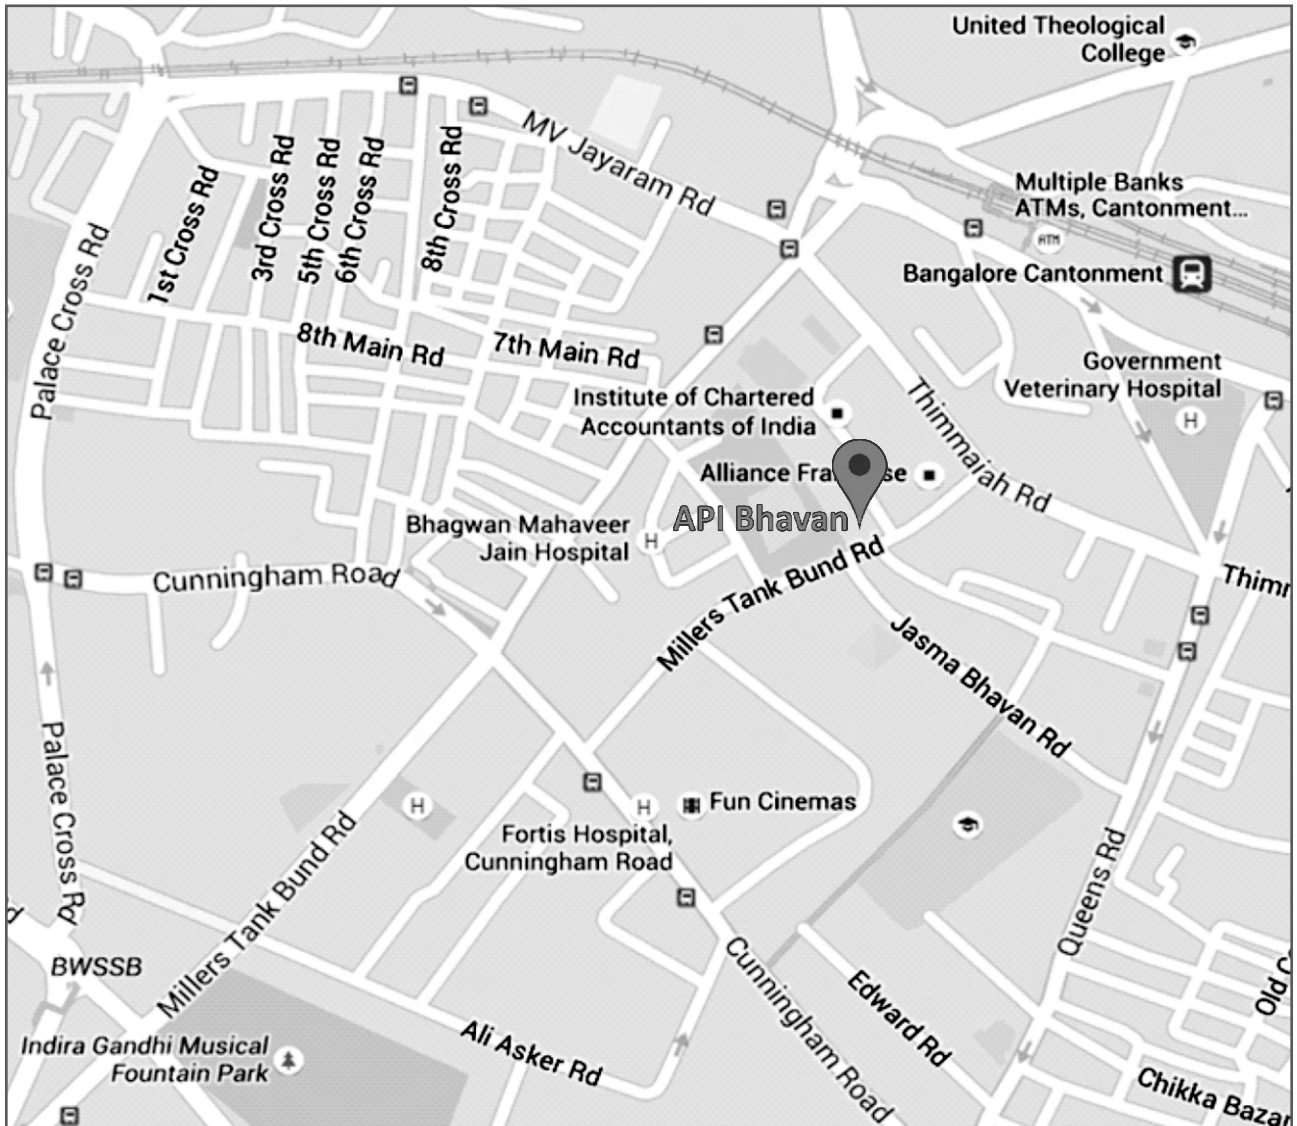 United Theological
College
MV Jayaram Rd
Multiple Banks
ATMs, Cantonment...
ATM
Bangalore Cantonment
Palace Cross Rd
1st Cross Rd
3rd Cross Rd
5th Cross Rd
6th Cross Rd
8th Cross Rd
8th Main Rd
7th Main Rd
Government
Veterinary Hospital
H
Institute of Chartered
Accountants of India
Thimmaiah Rd
Alliance Fra se
API Bhavan
Bhagwan Mahaveer
Jain Hospital
H
Cunningham Road
Millers Tank Bund Rd
Thimm
Jasma Bhavan Rd
Palace Cross Rd
H
H
Fun Cinemas
Fortis Hospital,
Cunningham Road
Millers Tank Bund Rd
Queens Rd
d
BWSSB
Cunningham Road
Edward Rd
Old C
Indira Gandhi Musical
Fountain Park
Ali Asker Rd
Chikka Bazar